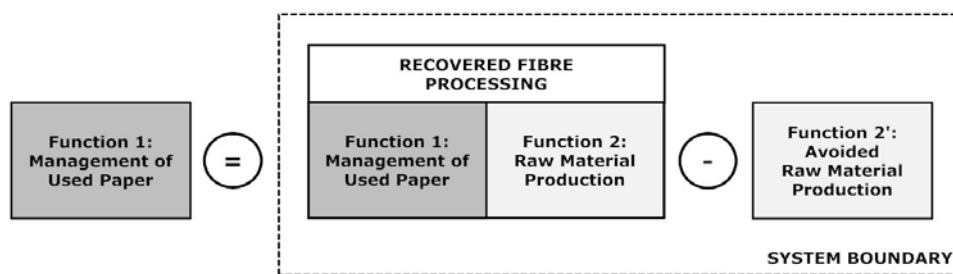 RECOVERED FIBRE
PROCESSING
Function 1:
Management of
Used Paper
=
Function 1:
Management of
Used Paper
Function 2:
Raw Material
Production
-
Function 2':
Avoided
Raw Material
Production
SYSTEM BOUNDARY